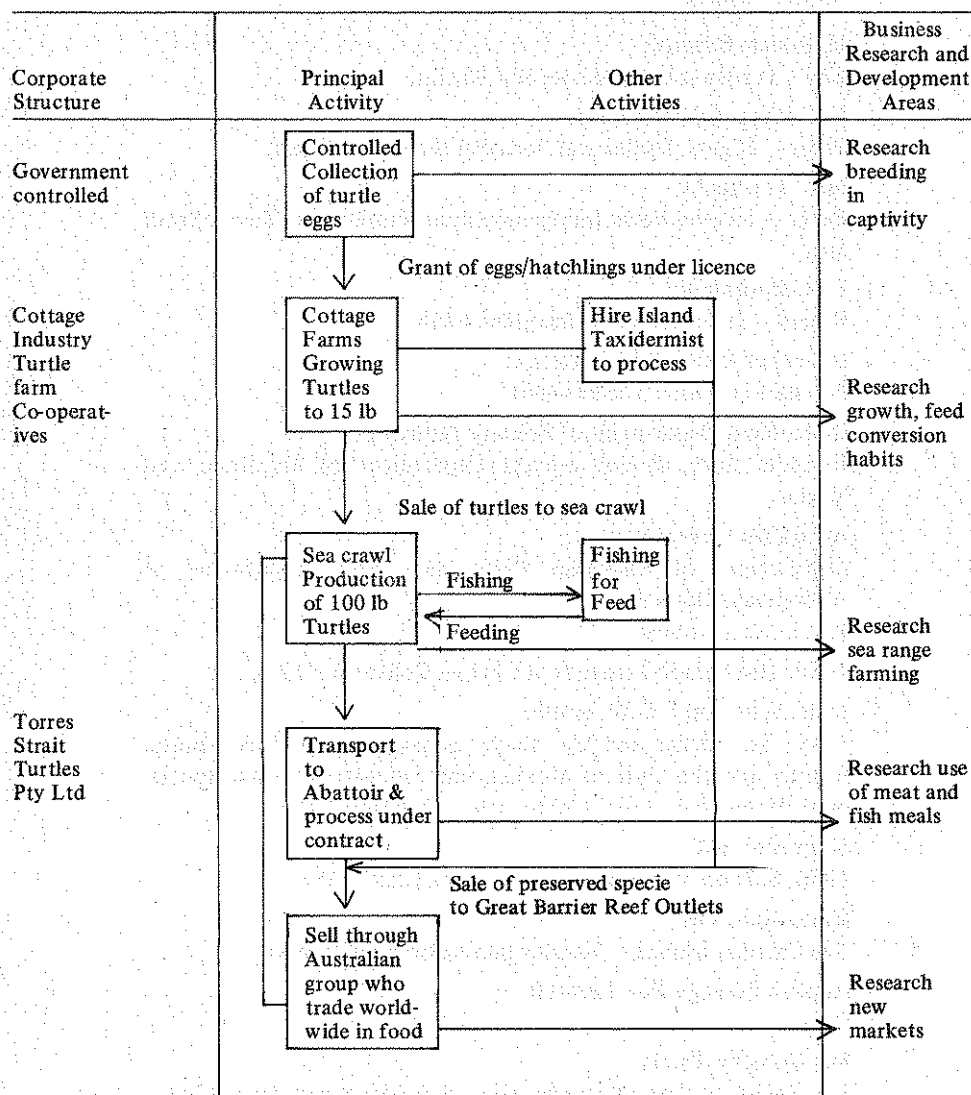 Corporate
Structure
Principal
Activity
Other
Activities
Business
Research and
Development
Areas
Government
controlled
Controlled
Collection
of turtle
eggs
Research
breeding
in
captivity
Grant of eggs/hatchlings under licence
Cottage
Industry
Turtle
farm
Co-operat-
ives
Cottage
Farms
Growing
Turtles
to 15 lb
Hire Island
Taxidermist
to process
Research
growth, feed
conversion
habits
Sale of turtles to sea crawl
Sea crawl
Production
of 100 lb
Turtles
Fishing
Feeding
Fishing
for
Feed
Research
sea range
farming
Torres
Strait
Turtles
Pty Ltd
Transport
to
Abattoir &
process under
contract
Research use
of meat and
fish meals
Sale of preserved specie
to Great Barrier Reef Outlets
Sell through
Australian
group who
trade world-
wide in food
Research
new
markets